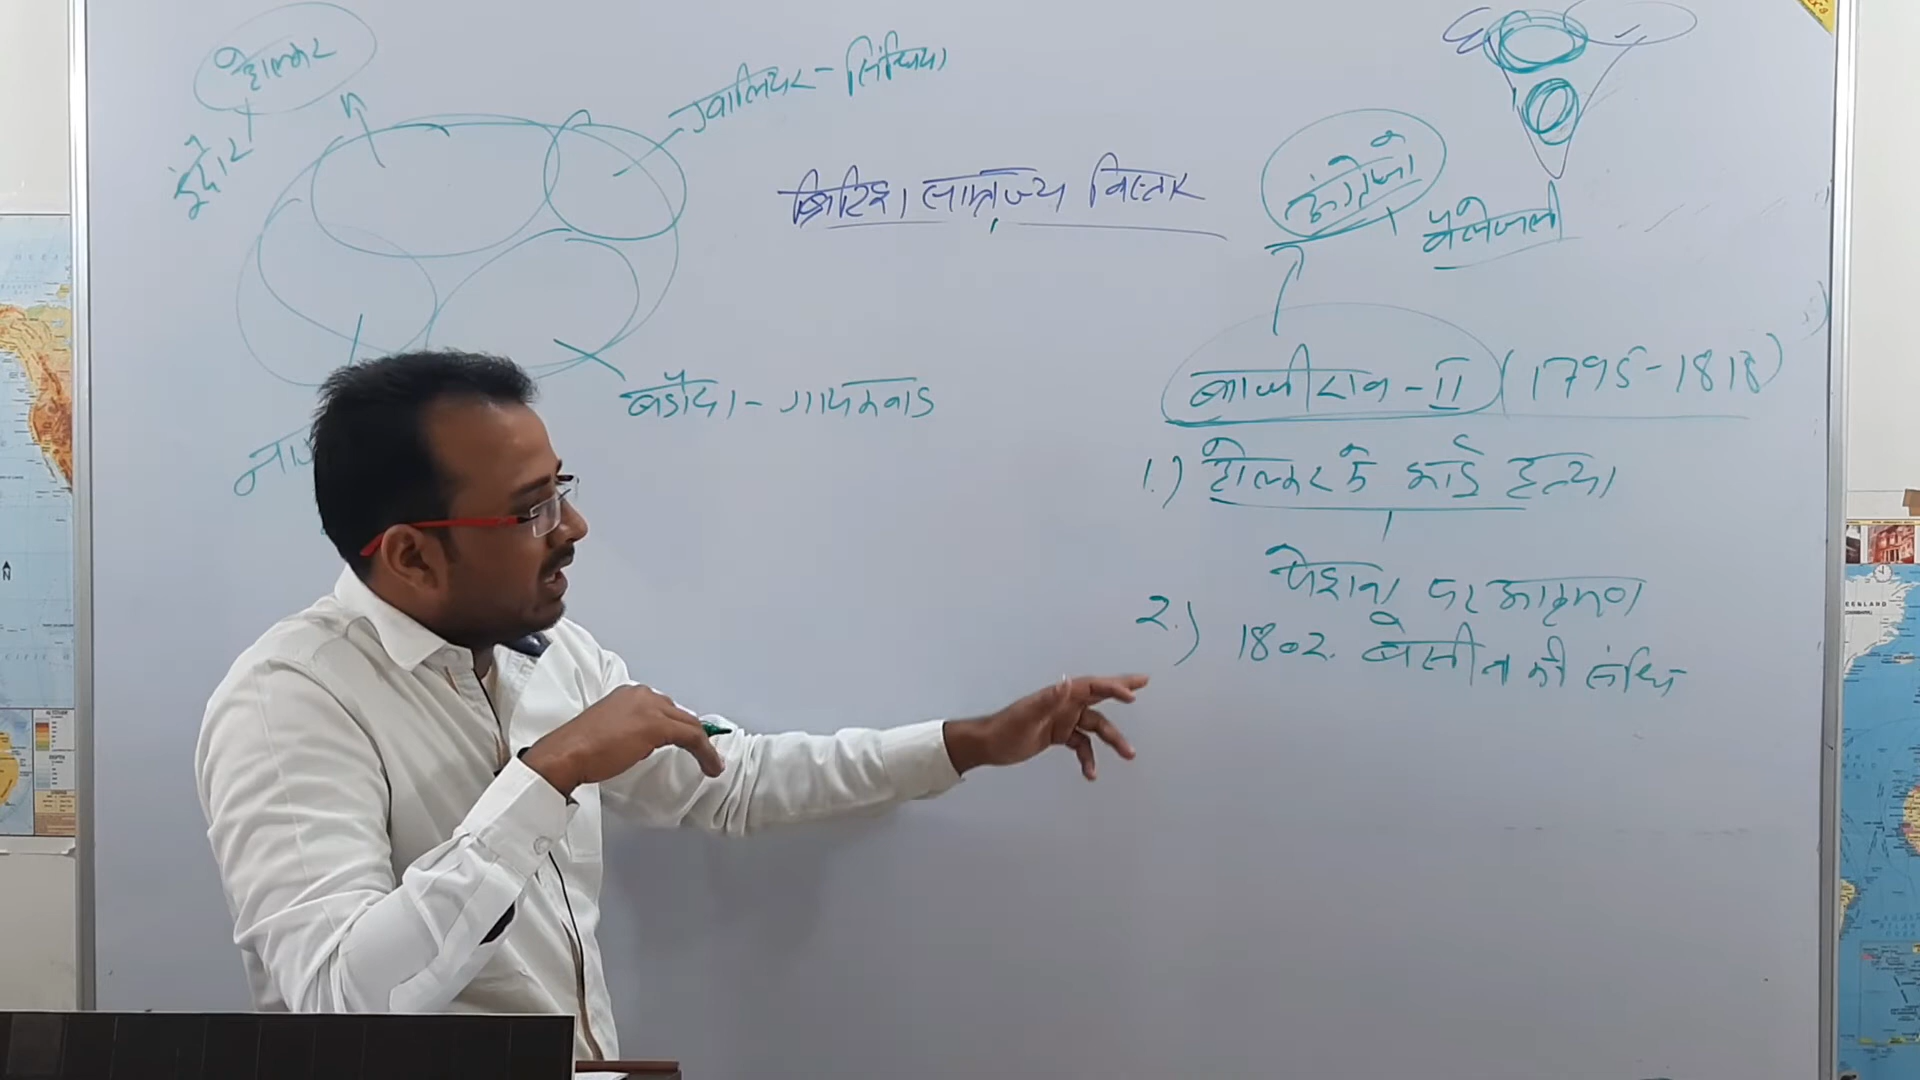 होल्कर
इंदौर
ग्वालियर - सिंधिया
ब्रिटिश साम्राज्य विस्तार
अंग्रेजो
वेलेजली
बडौदा - गायकवाड
बाजीराव - II (1795 - 1818)
1.) होल्कर के भाई हत्या
पेशवा पर आक्रमण
2.) 1802. बेसीन की संधि